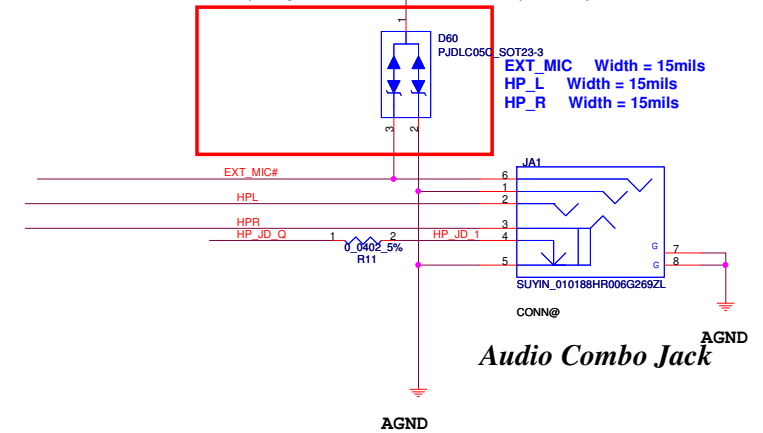 1
D60
PJDLC05C_SOT23-3
EXT_MIC Width = 15mils
HP_L Width = 15mils
HP_R Width = 15mils
3
2
JA1
EXT_MIC#
6
1
HPL
2
HPR
3
HP_JD_Q
1
2
HP_JD_1
4
0_0402_5%
R11
5
G
7
G
8
SUYIN_010188HR006G269ZL
CONN@
AGND
Audio Combo Jack
AGND